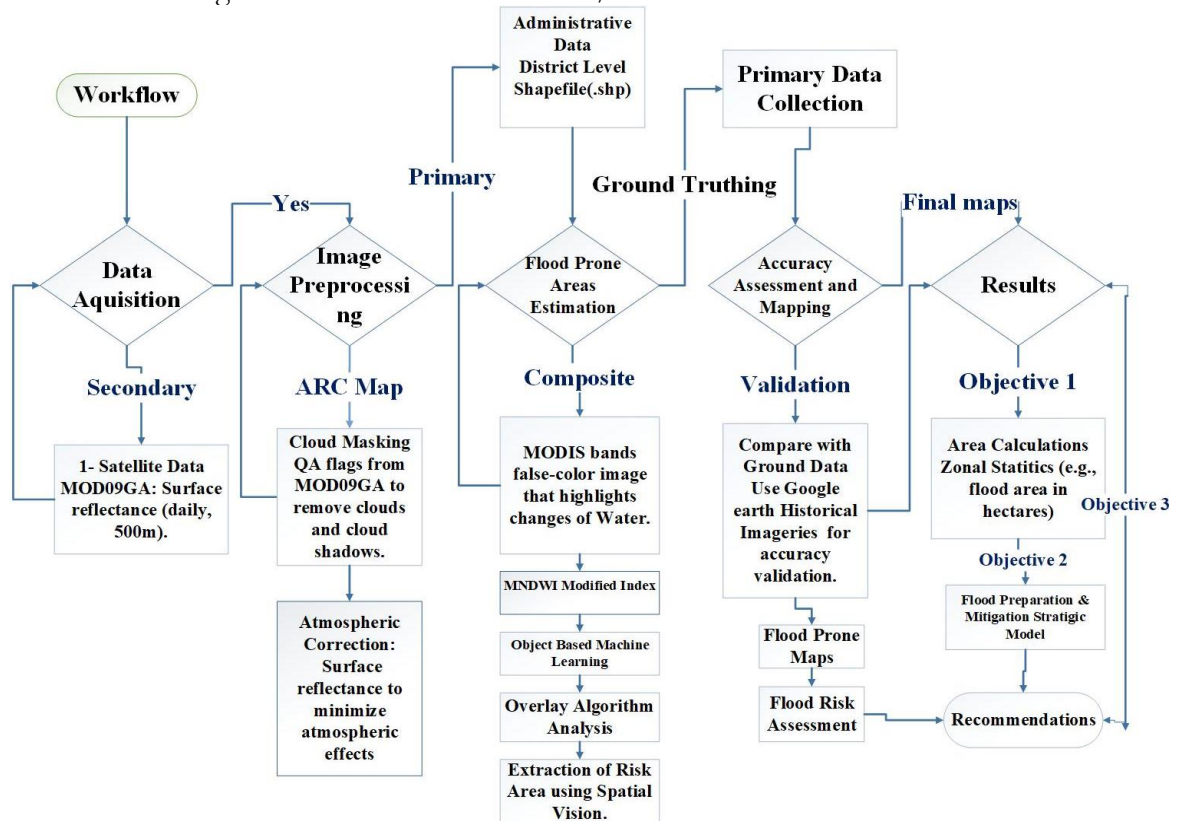 Workflow
Data
Aquisition
Secondary
1- Satellite Data
MOD09GA: Surface
reflectance (daily,
500m).
Yes
Image
Preprocessi
ng
ARC Map
Cloud Masking
QA flags from
MOD09GA to
remove clouds
and cloud
shadows.
Atmospheric
Correction:
Surface
reflectance to
minimize
atmospheric
effects
Primary
Administrative
Data
District Level
Shapefile(.shp)
Flood Prone
Areas
Estimation
Composite
MODIS bands
false-color image
that highlights
changes of Water.
MNDWI Modified Index
Object Based Machine
Learning
Overlay Algorithm
Analysis
Extraction of Risk
Area using Spatial
Vision.
Ground Truthing
Primary Data
Collection
Accuracy
Assessment and
Mapping
Validation
Compare with
Ground Data
Use Google
earth Historical
Imageries for
accuracy
validation.
Flood Prone
Maps
Flood Risk
Assessment
Final maps
Results
Objective 1
Area Calculations
Zonal Statitics (e.g.,
flood area in
hectares)
Objective 2
Flood Preparation &
Mitigation Stratigic
Model
Objective 3
Recommendations